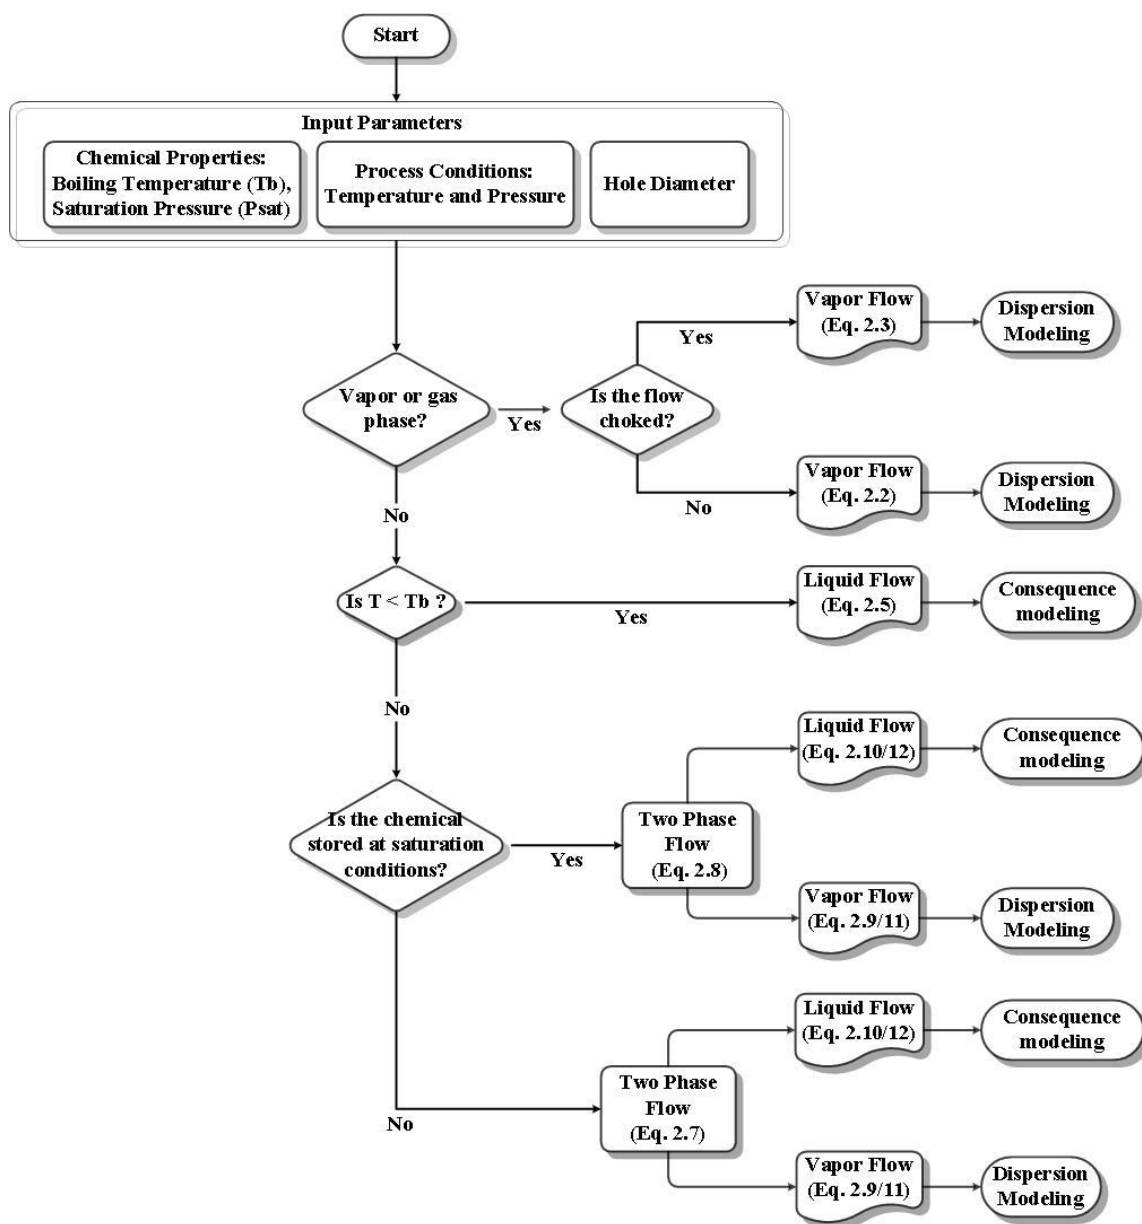 Start
Input Parameters
Chemical Properties:
Boiling Temperature (Tb),
Saturation Pressure (Psat)
Process Conditions:
Temperature and Pressure
Hole Diameter
Vapor or gas
phase?
Yes
Is the flow
choked?
Yes
Vapor Flow
(Eq. 2.3)
Dispersion
Modeling
No
Vapor Flow
(Eq. 2.2)
Dispersion
Modeling
No
Is T < Tb ?
Yes
Liquid Flow
(Eq. 2.5)
Consequence
modeling
No
Is the chemical
stored at saturation
conditions?
Yes
Two Phase
Flow
(Eq. 2.8)
Liquid Flow
(Eq. 2.10/12)
Consequence
modeling
Vapor Flow
(Eq. 2.9/11)
Dispersion
Modeling
No
Two Phase
Flow
(Eq. 2.7)
Liquid Flow
(Eq. 2.10/12)
Consequence
modeling
Vapor Flow
(Eq. 2.9/11)
Dispersion
Modeling